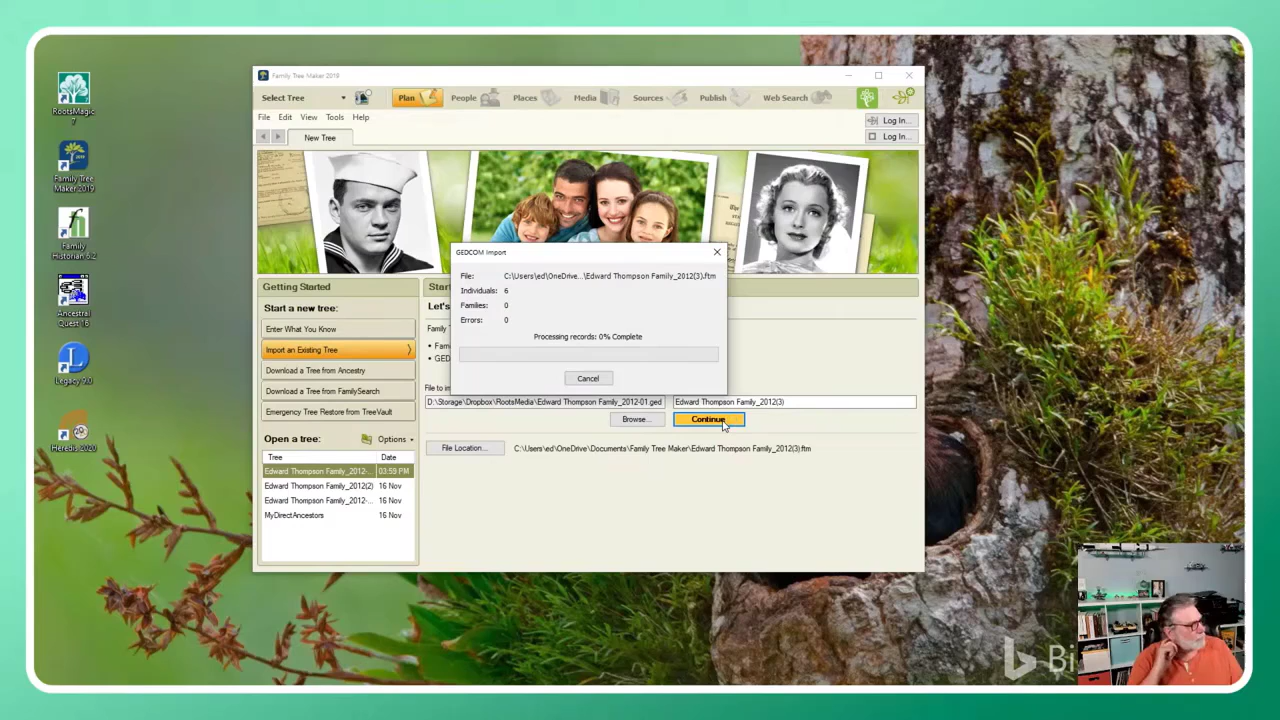 RootsMagic
7
Family Tree
Maker 2019
Family
Historian 6.2
Ancestral
Quest 16
Legacy 9.0
Heredis 2020
Family Tree Maker 2019
Select Tree
Plan
People
Places
Media
Sources
Publish
Web Search
File Edit View Tools Help
Log In...
Log In...
New Tree
Getting Started
Start a new tree:
Enter What You Know
Import an Existing Tree
Download a Tree from Ancestry
Download a Tree from FamilySearch
Emergency Tree Restore from TreeVault
Open a tree:
Options
Tree Date
Edward Thompson Family_2012-... 03:59 PM
Edward Thompson Family_2012(2) 16 Nov
Edward Thompson Family_2012-... 16 Nov
MyDirectAncestors 16 Nov
GEDCOM Import
File: C:\Users\ed\OneDrive...\Edward Thompson Family_2012(3).ftm
Individuals: 6
Families: 0
Errors: 0
Processing records: 0% Complete
Cancel
D:\Storage\Dropbox\RootsMedia\Edward Thompson Family_2012-01.ged
Edward Thompson Family_2012(3)
Browse...
Continue
File Location...
C:\Users\ed\OneDrive\Documents\Family Tree Maker\Edward Thompson Family_2012(3).ftm